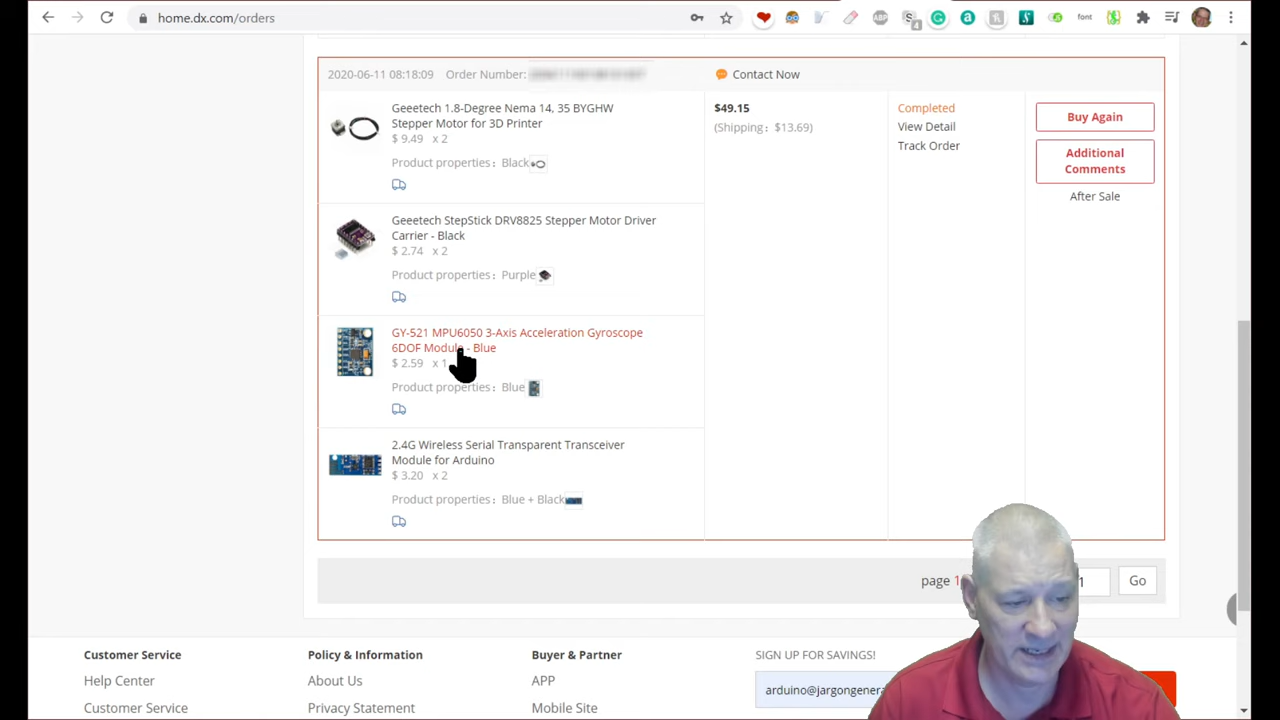 home.dx.com/orders
ABP
S
4
font
2020-06-11 08:18:09 Order Number:
Contact Now
Geeetech 1.8-Degree Nema 14, 35 BYGHW
Stepper Motor for 3D Printer
$ 9.49 x 2
Product properties：Black
$49.15
(Shipping：$13.69)
Completed
View Detail
Track Order
Buy Again
Additional
Comments
After Sale
Geeetech StepStick DRV8825 Stepper Motor Driver
Carrier - Black
$ 2.74 x 2
Product properties：Purple
GY-521 MPU6050 3-Axis Acceleration Gyroscope
6DOF Module - Blue
$ 2.59 x 1
Product properties：Blue
2.4G Wireless Serial Transparent Transceiver
Module for Arduino
$ 3.20 x 2
Product properties：Blue + Black
page 1
1
Go
Customer Service
Help Center
Customer Service
Policy & Information
About Us
Privacy Statement
Buyer & Partner
APP
Mobile Site
SIGN UP FOR SAVINGS!